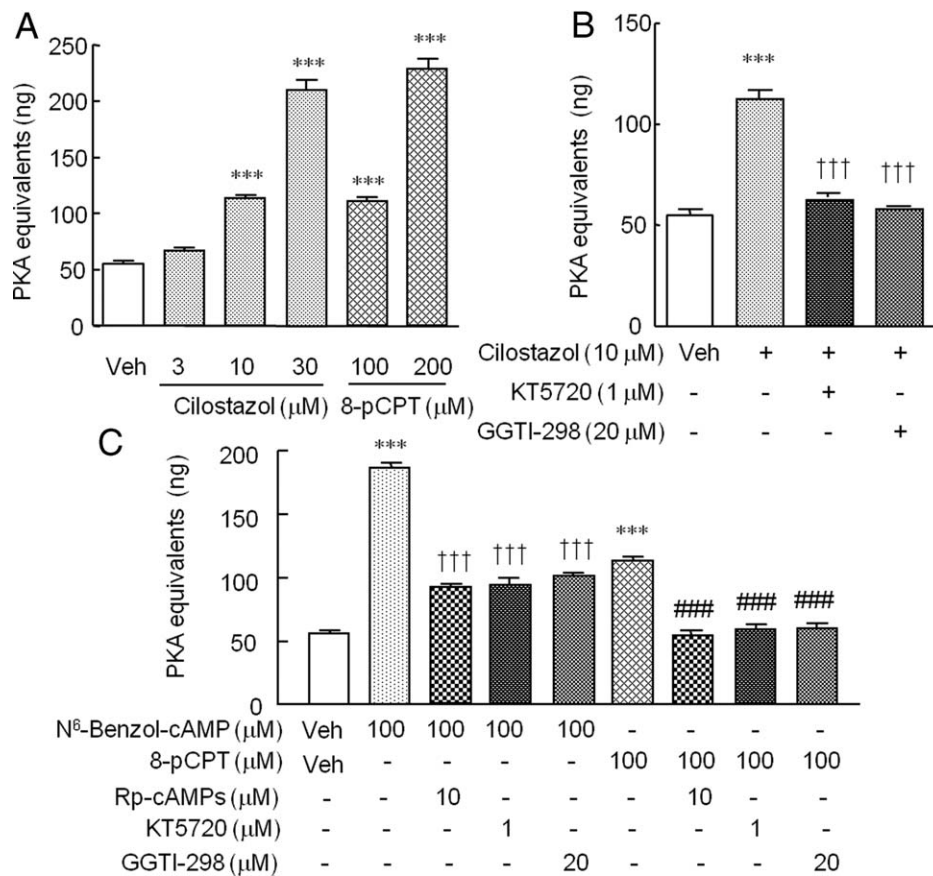 A
PKA equivalents (ng)
250
200
150
100
50
0
***
***
***
***
Veh 3 10 30 100 200
Cilostazol (μM) 8-pCPT (μM)
B
PKA equivalents (ng)
150
100
50
0
***
†††
†††
Cilostazol (10 μM) Veh + + +
KT5720 (1 μM) - - + -
GGTI-298 (20 μM) - - - +
C
PKA equivalents (ng)
200
150
100
50
0
***
†††
†††
†††
***
###
###
###
N⁶-Benzol-cAMP (μM) Veh 100 100 100 100 - - - -
8-pCPT (μM) Veh - - - - 100 100 100 100
Rp-cAMPs (μM) - - 10 - - - 10 - -
KT5720 (μM) - - - 1 - - - 1 -
GGTI-298 (μM) - - - - 20 - - - 20